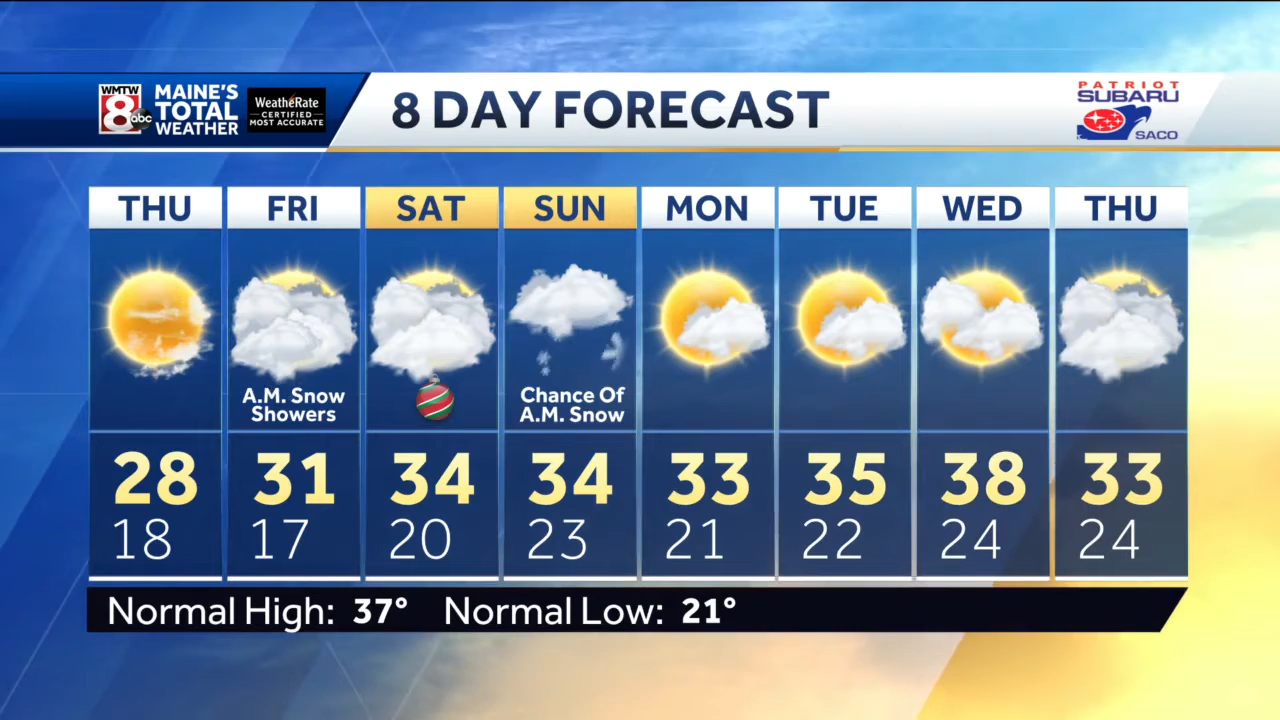 WMTW
8
abc
MAINE'S
TOTAL
WEATHER
WeatheRate
CERTIFIED
MOST ACCURATE
8 DAY FORECAST
PATRIOT
SUBARU
SACO
THU FRI SAT SUN MON TUE WED THU
A.M. Snow
Showers
Chance Of
A.M. Snow
28 31 34 34 33 35 38 33
18 17 20 23 21 22 24 24
Normal High: 37° Normal Low: 21°